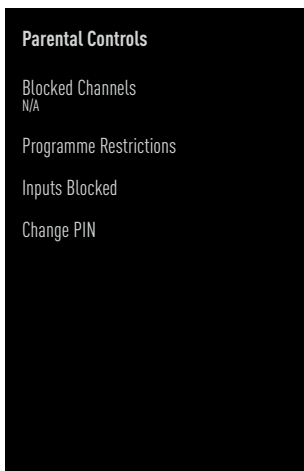 Parental Controls
Blocked Channels
N/A
Programme Restrictions
Inputs Blocked
Change PIN